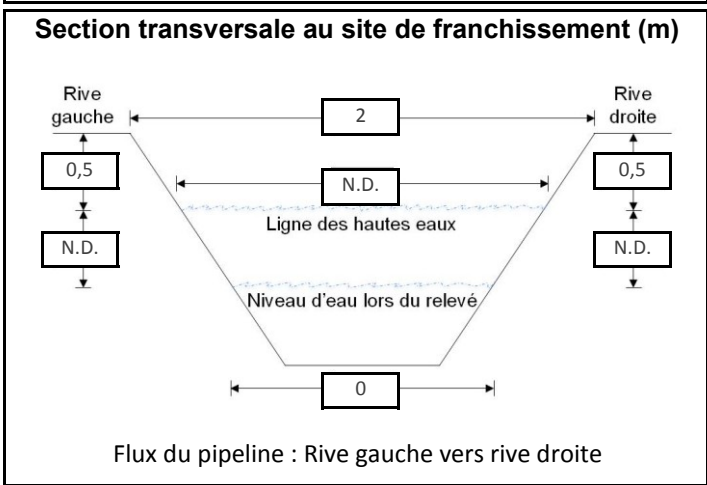 Section transversale au site de franchissement (m)
Rive gauche
2
Rive droite
0,5
N.D.
0,5
Ligne des hautes eaux
N.D.
N.D.
Niveau d'eau lors du relevé
0
Flux du pipeline : Rive gauche vers rive droite